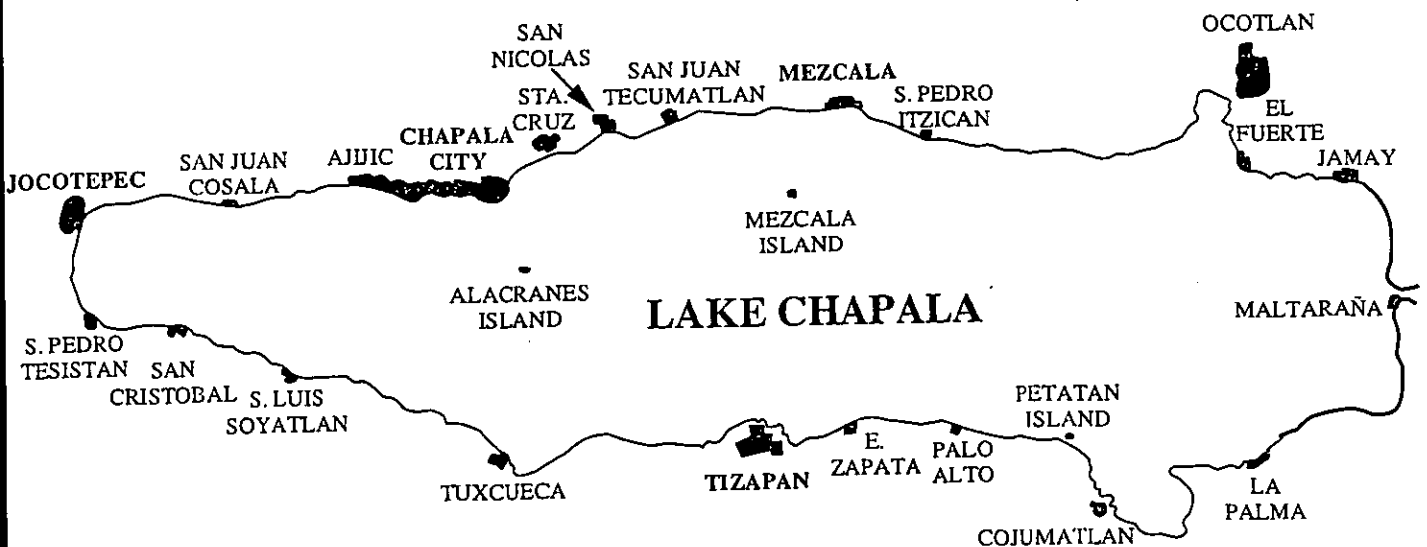 OCOTLAN
SAN
NICOLAS
SAN JUAN
TECUMATLAN
MEZCALA
STA.
CRUZ
S. PEDRO
ITZICAN
EL
FUERTE
CHAPALA
CITY
AJIJIC
SAN JUAN
COSALA
JOCOTEPEC
JAMAY
MEZCALA
ISLAND
ALACRANES
ISLAND
LAKE CHAPALA
MALTARAÑA
S. PEDRO
TESISTAN
SAN
CRISTOBAL
S. LUIS
SOYATLAN
PETATAN
ISLAND
TUXCUECA
TIZAPAN
E.
ZAPATA
PALO
ALTO
LA
PALMA
COJUMATLAN